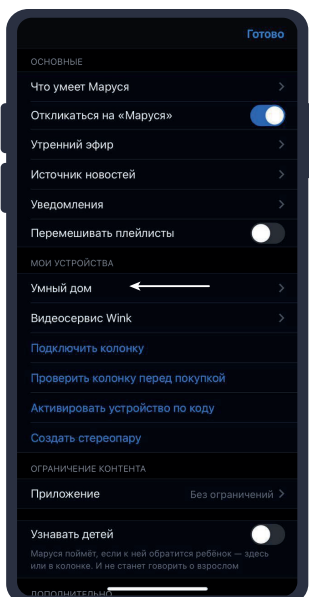 Готово
ОСНОВНЫЕ
Что умеет Маруся
Откликаться на «Маруся»
Утренний эфир
Источник новостей
Уведомления
Перемешивать плейлисты
МОИ УСТРОЙСТВА
Умный дом
Видеосервис Wink
Подключить колонку
Проверить колонку перед покупкой
Активировать устройство по коду
Создать стереопару
ОГРАНИЧЕНИЕ КОНТЕНТА
Приложение
Без ограничений
Узнавать детей
Маруся поймёт, если к ней обратится ребёнок — здесь
или в колонке. И не станет говорить о взрослом
ДОПОЛНИТЕЛЬНО